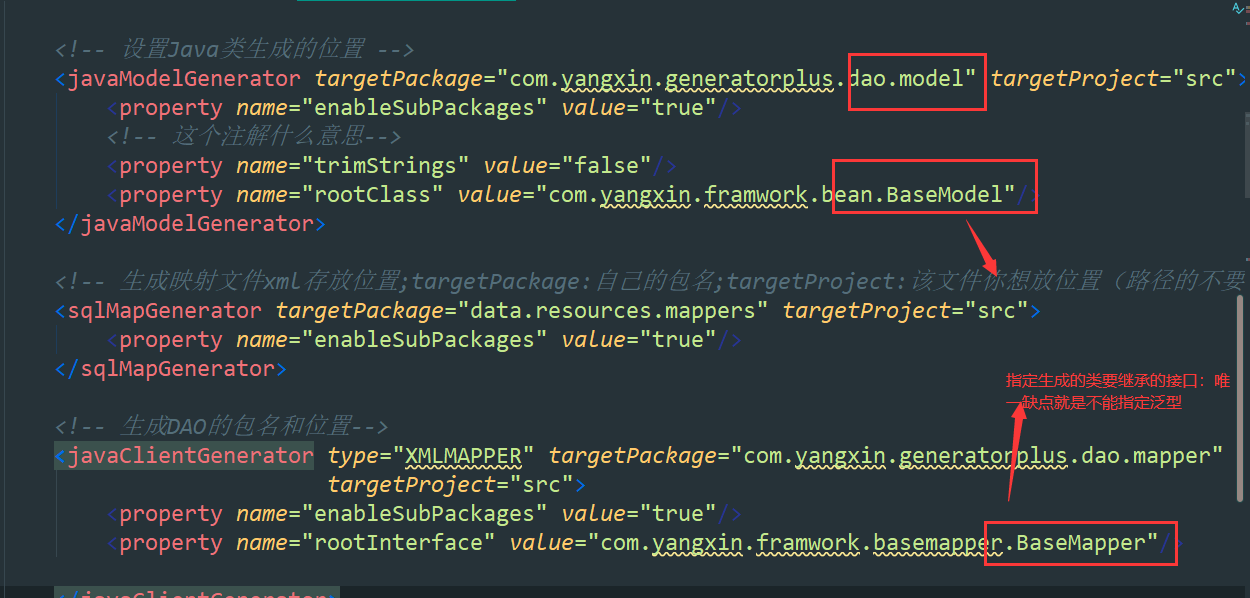 <!-- 设置Java类生成的位置 -->
<javaModelGenerator targetPackage="com.yangxin.generatorplus.dao.model" targetProject="src">
<property name="enableSubPackages" value="true"/>
<!-- 这个注解什么意思-->
<property name="trimStrings" value="false"/>
<property name="rootClass" value="com.yangxin.framwork.bean.BaseModel"/>
</javaModelGenerator>
<!-- 生成映射文件xml存放位置;targetPackage:自己的包名;targetProject:该文件你想放位置（路径的不要
<sqlMapGenerator targetPackage="data.resources.mappers" targetProject="src">
<property name="enableSubPackages" value="true"/>
</sqlMapGenerator>
指定生成的类要继承的接口：唯
一缺点就是不能指定泛型
<!-- 生成DAO的包名和位置-->
<javaClientGenerator type="XMLMAPPER" targetPackage="com.yangxin.generatorplus.dao.mapper"
targetProject="src">
<property name="enableSubPackages" value="true"/>
<property name="rootInterface" value="com.yangxin.framwork.basemapper.BaseMapper"/>
</javaClientGenerator>